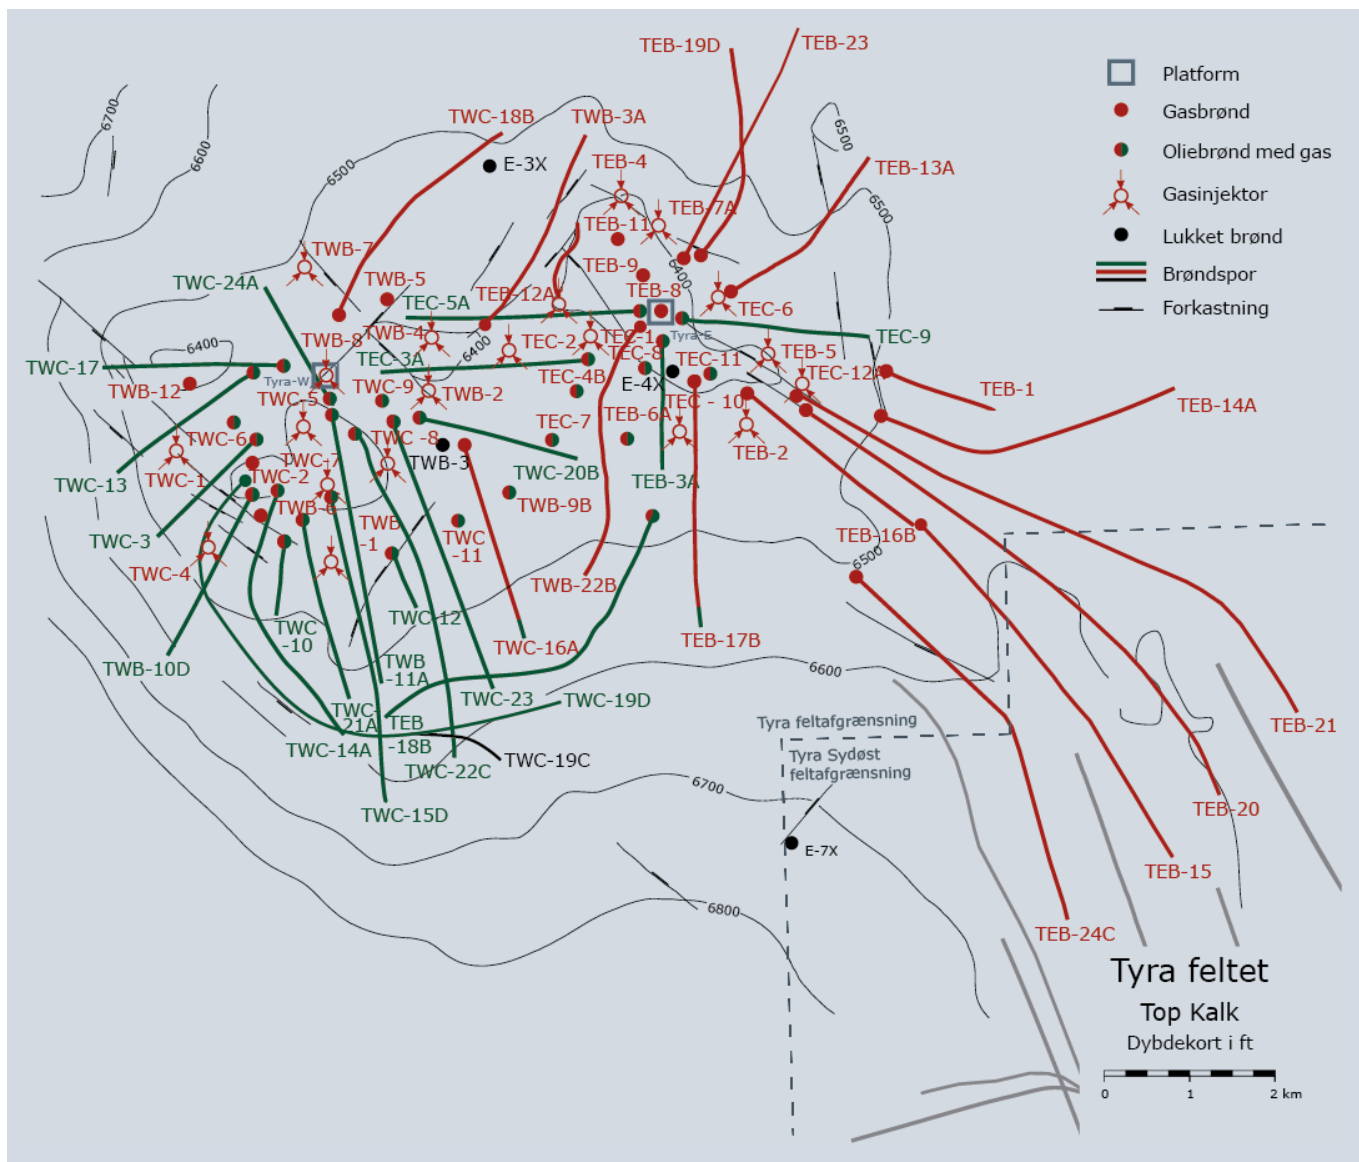 TEB-19D
TEB-23
Platform
Gasbrønd
Oliebrønd med gas
Gasinjektor
Lukket brønd
Brøndspor
Forkastning
6700
6600
6500
TWC-18B
TWB-3A
E-3X
TEB-4
6500
TEB-13A
6500
TEB-7A
TEB-11
TWB-7
TEB-9
6400
TWC-24A
TWB-5
TEB-12A
TEB-8
TEC-5A
TEC-6
TWB-8
TWB-4
TEC-2
TEC-1
Tyra-E
TEC-9
6400
6400
TEC-3A
TEC-8
TEC-11
TEB-5
TWC-17
TWB-12
Tyra-W
TWC-5
TWC-9
TWB-2
TEC-4B
E-4X
TEC-12A
TEB-1
TEB-14A
TEC - 10
TEB-6A
TWC-6
TWC -8
TEC-7
TEB-2
TWB-3
TWC-13
TWC-1
TWC-7
TWC-2
TWC-20B
TEB-3A
TWB-6
TWB-9B
TWC-3
TWB
-1
TWC
-11
TEB-16B
6500
TWC-4
TWB-22B
TWC-12
TWC
-10
TWC-16A
TEB-17B
TWB-10D
TWB
-11A
6600
TWC-23
TWC-19D
TWC-
21A
TEB
-18B
TWC-14A
Tyra feltafgrænsning
TEB-21
TWC-19C
TWC-22C
Tyra Sydøst
feltafgrænsning
6700
TWC-15D
TEB-20
E-7X
TEB-15
6800
TEB-24C
Tyra feltet
Top Kalk
Dybdekort i ft
0 1 2 km